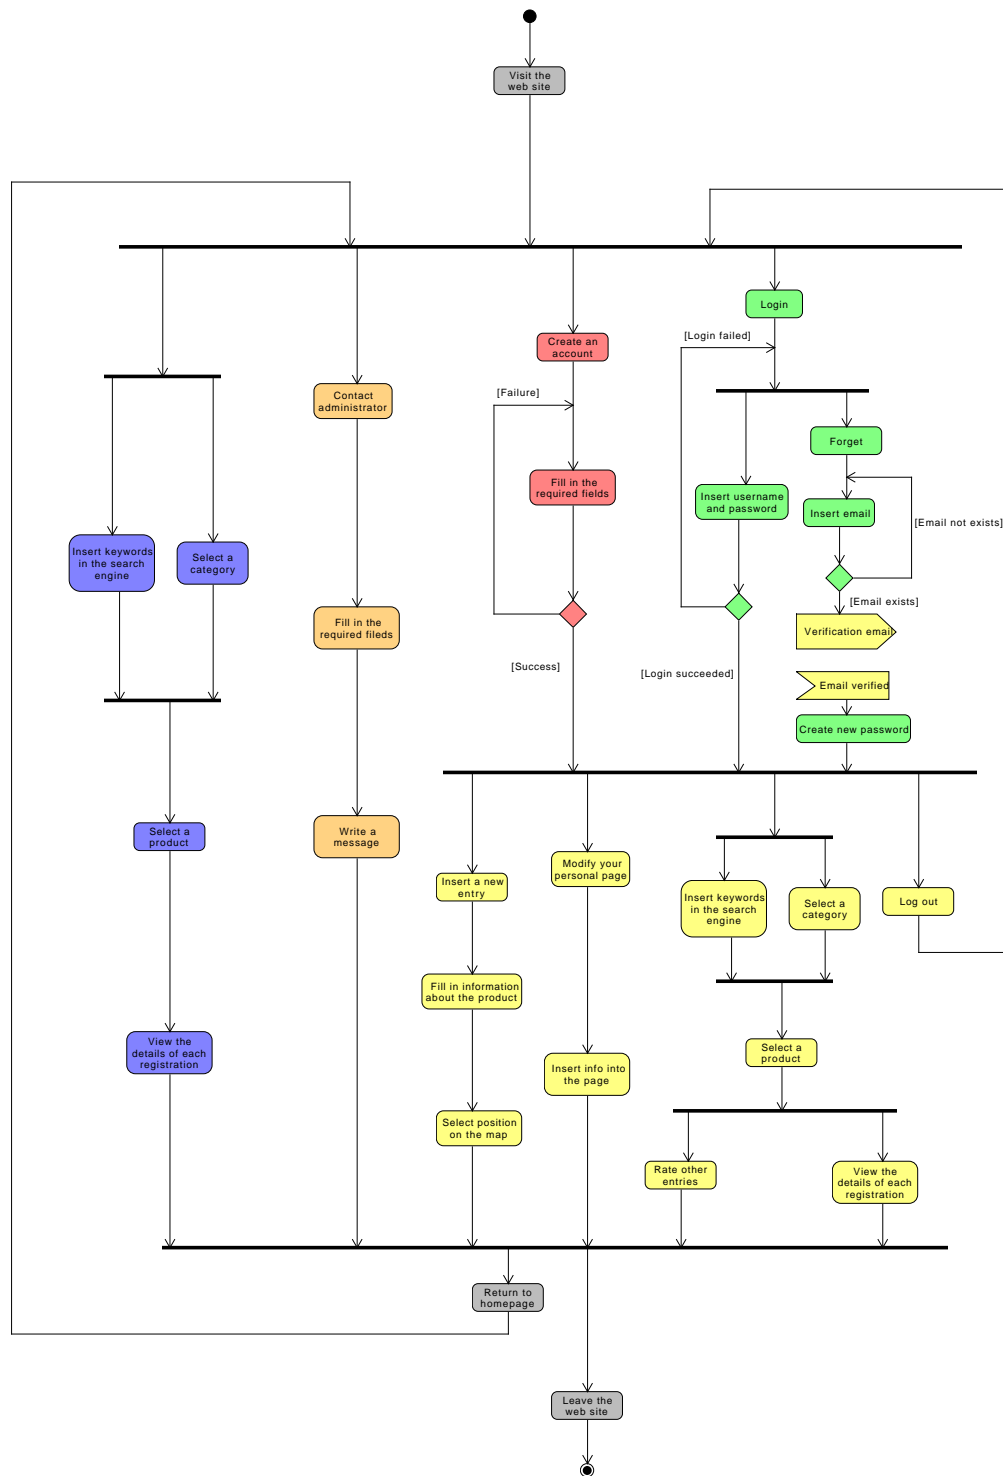 Visit the
web site
Login
[Login failed]
Create an
account
[Failure]
Contact
administrator
Forget
Fill in the
required fields
Insert username
and password
Insert email
[Email not exists]
Insert keywords
in the search
engine
Select a
category
[Email exists]
Fill in the
required fileds
Verification email
[Success]
[Login succeeded]
Email verified
Create new password
Select a
product
Write a
message
Modify your
personal page
Insert a new
entry
Insert keywords
in the search
engine
Select a
category
Log out
Fill in information
about the product
View the
details of each
registration
Select a
product
Insert info into
the page
Select position
on the map
Rate other
entries
View the
details of each
registration
Return to
homepage
Leave the
web site